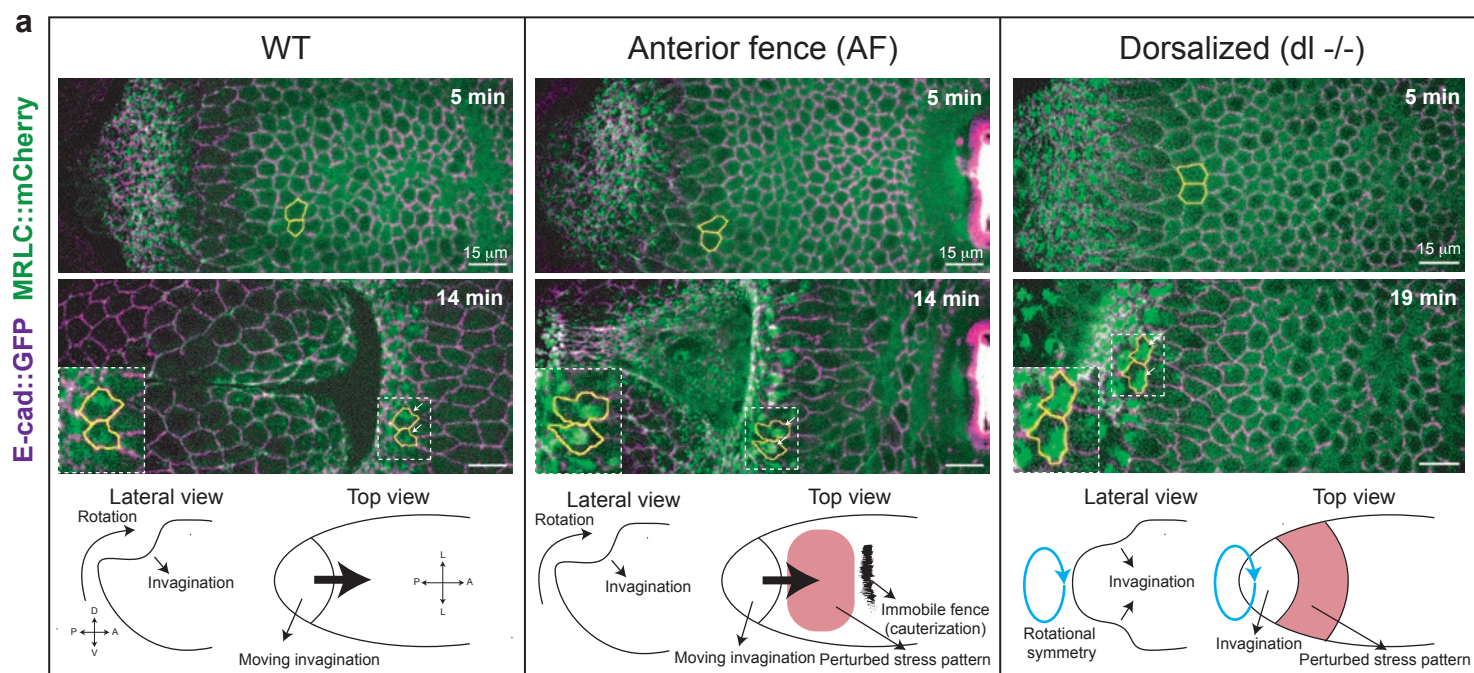 a
E-cad::GFP MRLC::mCherry
WT
5 min
15 μm
14 min
Lateral view
Top view
Rotation
Invagination
D
P
A
V
L
P
A
L
Moving invagination
Anterior fence (AF)
5 min
15 μm
14 min
Lateral view
Top view
Rotation
Invagination
Immobile fence
(cauterization)
Moving invagination
Perturbed stress pattern
Dorsalized (dl -/-)
5 min
15 μm
19 min
Lateral view
Top view
Invagination
Rotational
symmetry
Invagination
Perturbed stress pattern